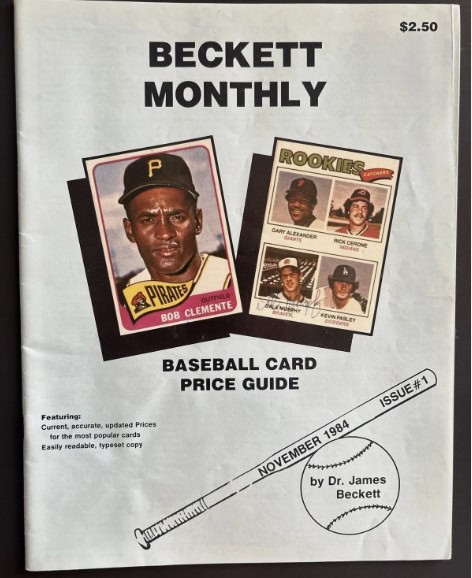 $2.50
BECKETT
MONTHLY
P
PIRATES
OUTFIELD
BOB CLEMENTE
ROOKIES
CATCHERS
GARY ALEXANDER
GIANTS
RICK CERONE
INDIANS
DALE MURPHY
BRAVES
KEVIN PASLEY
DODGERS
BASEBALL CARD
PRICE GUIDE
Featuring:
Current, accurate, updated Prices
for the most popular cards
Easily readable, typeset copy
NOVEMBER 1984
ISSUE #1
by Dr. James
Beckett